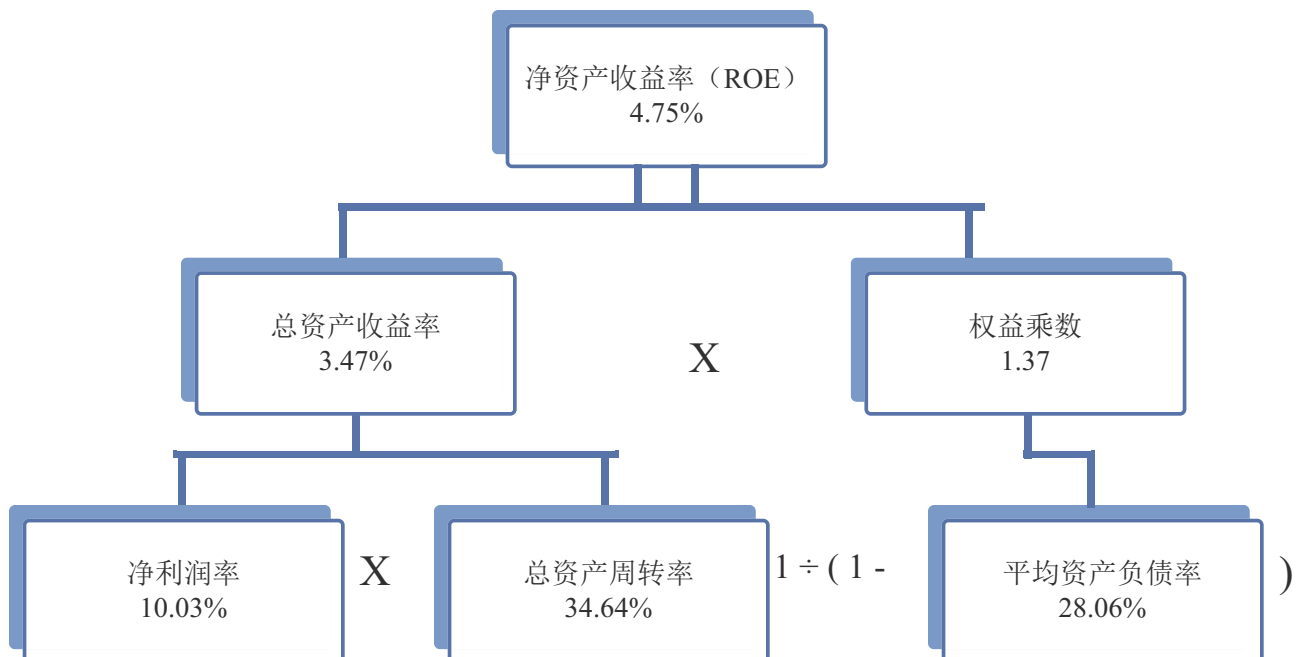 净资产收益率（ROE）
4.75%
总资产收益率
3.47%
X
权益乘数
1.37
净利润率
10.03%
X
总资产周转率
34.64%
1 ÷ ( 1 -
平均资产负债率
28.06%
)